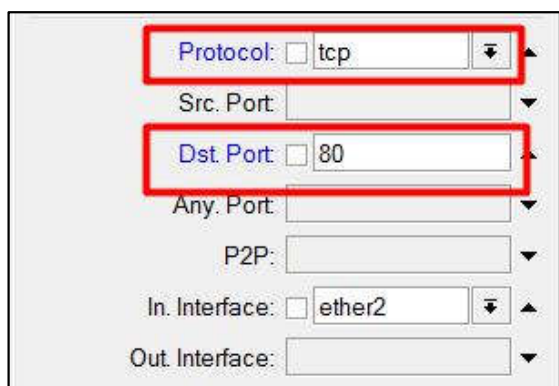 Protocol: tcp
Src. Port:
Dst. Port: 80
Any. Port:
P2P:
In. Interface: ether2
Out. Interface: